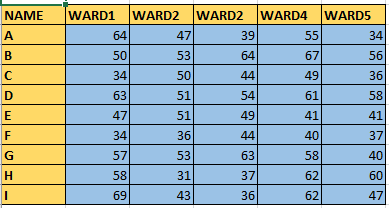 NAME WARD1 WARD2 WARD2 WARD4 WARD5
A 64 47 39 55 34
B 50 53 64 67 56
C 34 50 44 49 36
D 63 51 54 61 58
E 47 51 49 41 41
F 34 36 44 40 37
G 57 53 63 58 40
H 58 31 37 62 60
I 69 43 36 62 47